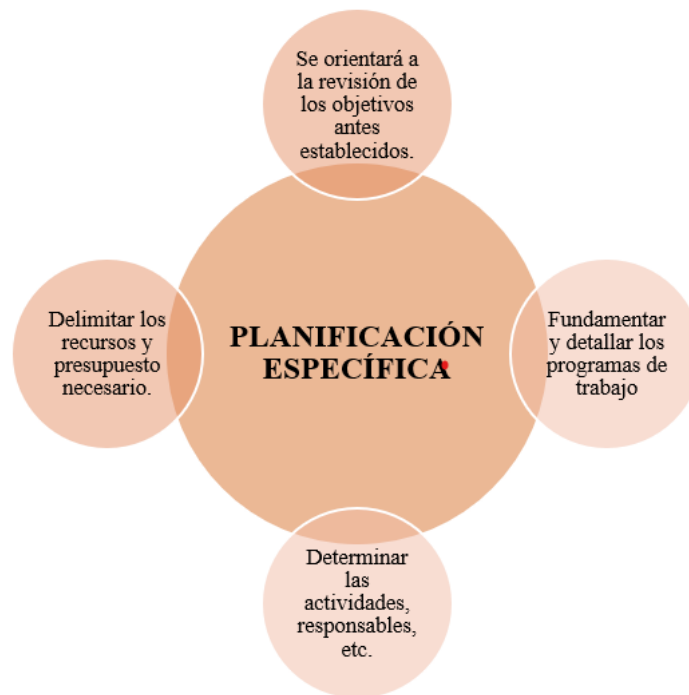 Se orientará a
la revisión de
los objetivos
antes
establecidos.
PLANIFICACIÓN
ESPECÍFICA
Fundamentar
y detallar los
programas de
trabajo
Determinar
las
actividades,
responsables,
etc.
Delimitar los
recursos y
presupuesto
necesario.